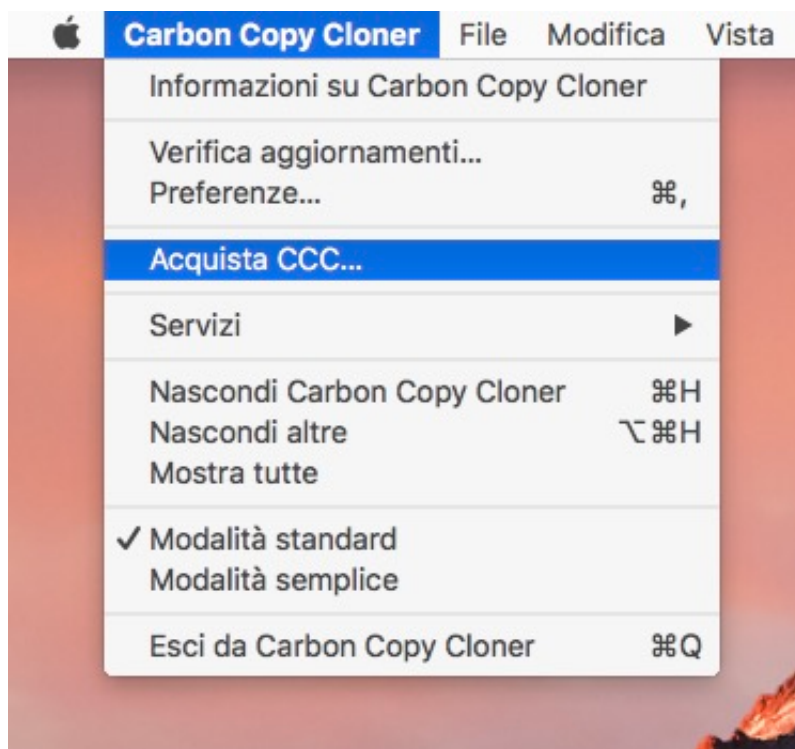 Carbon Copy Cloner File Modifica Vista
Informazioni su Carbon Copy Cloner
Verifica aggiornamenti...
Preferenze... ⌘,
Acquista CCC...
Servizi ▶
Nascondi Carbon Copy Cloner ⌘H
Nascondi altre ⌥⌘H
Mostra tutte
✓ Modalità standard
Modalità semplice
Esci da Carbon Copy Cloner ⌘Q